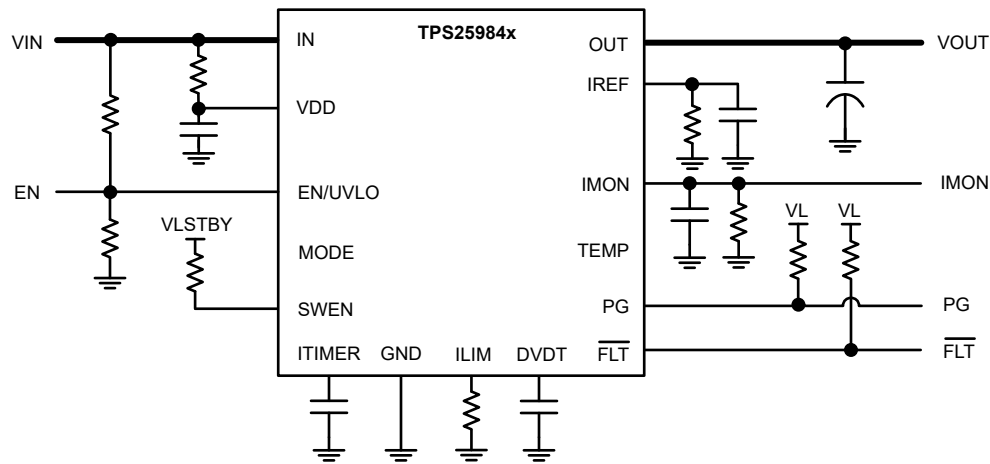 TPS25984x
VIN
IN
OUT
VOUT
IREF
VDD
EN
EN/UVLO
IMON
IMON
VLSTBY
VL
VL
MODE
TEMP
SWEN
PG
PG
ITIMER
GND
ILIM
DVDT
FLT
FLT